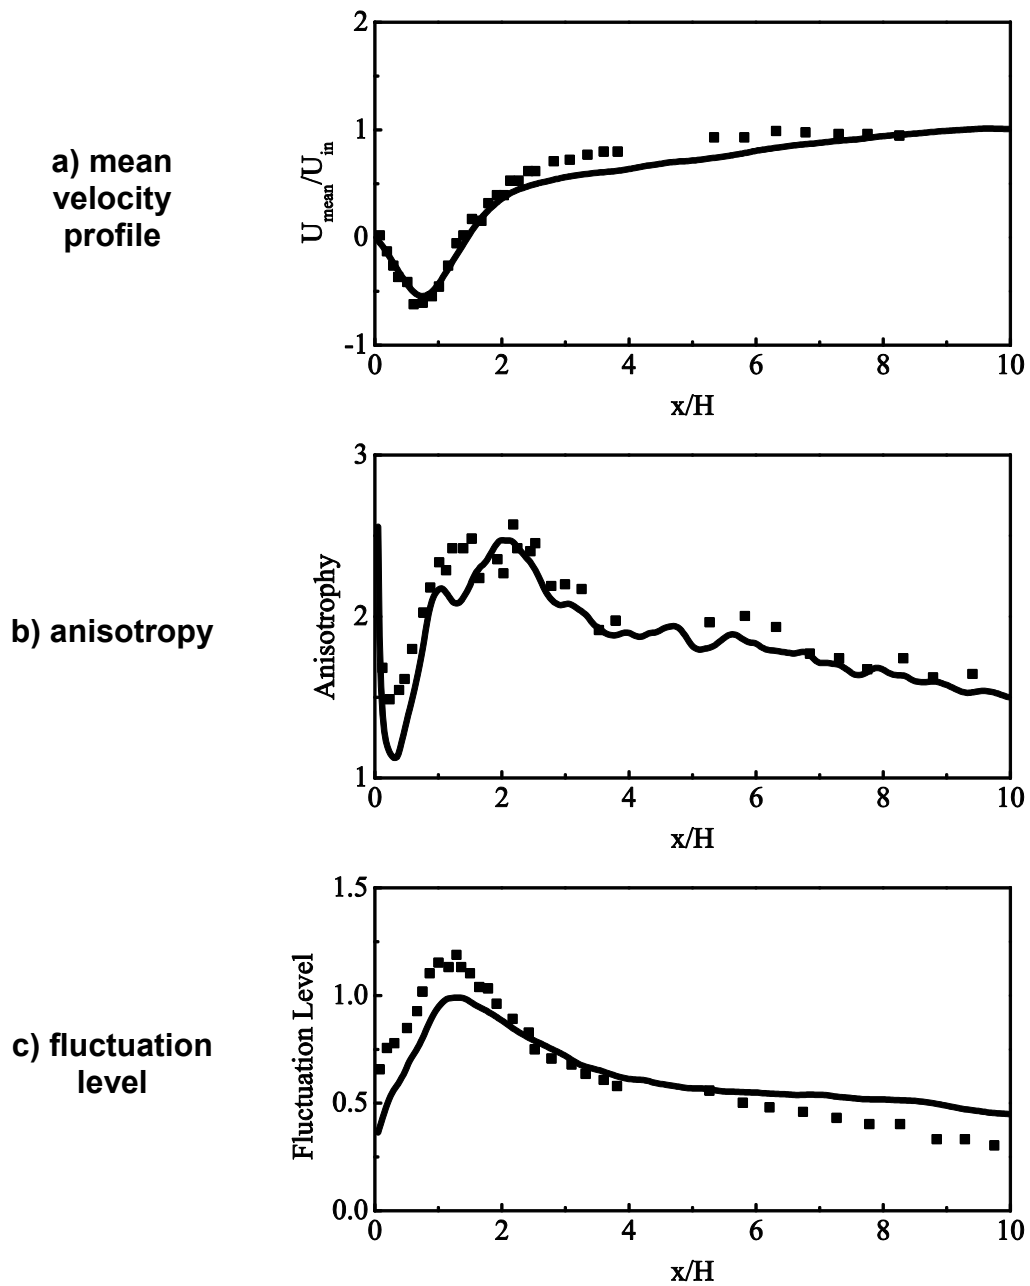 a) mean
velocity
profile
U_mean/U_in
2
1
0
-1
0 2 4 6 8 10
x/H
b) anisotropy
Anisotrophy
3
2
1
0 2 4 6 8 10
x/H
c) fluctuation
level
Fluctuation Level
1.5
1.0
0.5
0.0
0 2 4 6 8 10
x/H